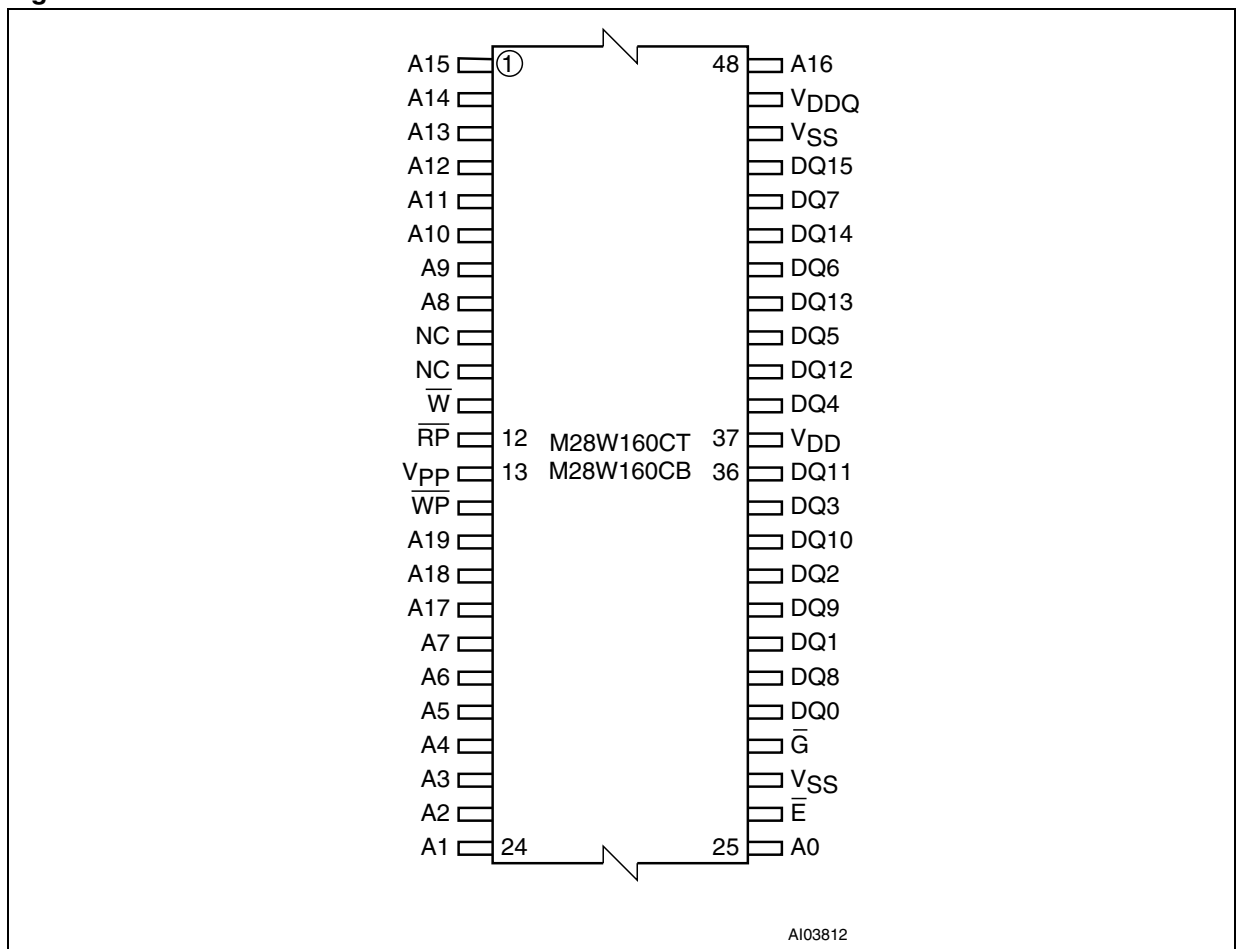 A15 1 48 A16
A14 VDDQ
A13 VSS
A12 DQ15
A11 DQ7
A10 DQ14
A9 DQ6
A8 DQ13
NC DQ5
NC DQ12
W̅ DQ4
R̅P̅ 12 M28W160CT 37 VDD
VPP 13 M28W160CB 36 DQ11
W̅P̅ DQ3
A19 DQ10
A18 DQ2
A17 DQ9
A7 DQ1
A6 DQ8
A5 DQ0
A4 G̅
A3 VSS
A2 E̅
A1 24 25 A0
AI03812